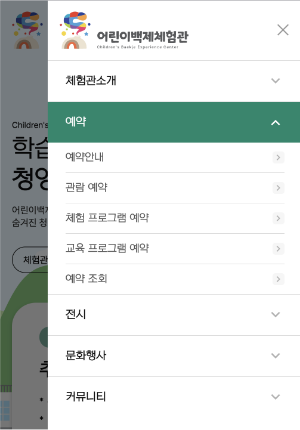 어린이백제체험관
Children's Baekje Experience Center
체험관소개
예약
예약안내
관람 예약
체험 프로그램 예약
교육 프로그램 예약
예약 조회
전시
문화행사
커뮤니티
Children's
학습
청양
어린이백제
숨겨진 청
체험관